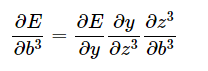 ∂E/∂b³ = ∂E/∂y ∂y/∂z³ ∂z³/∂b³